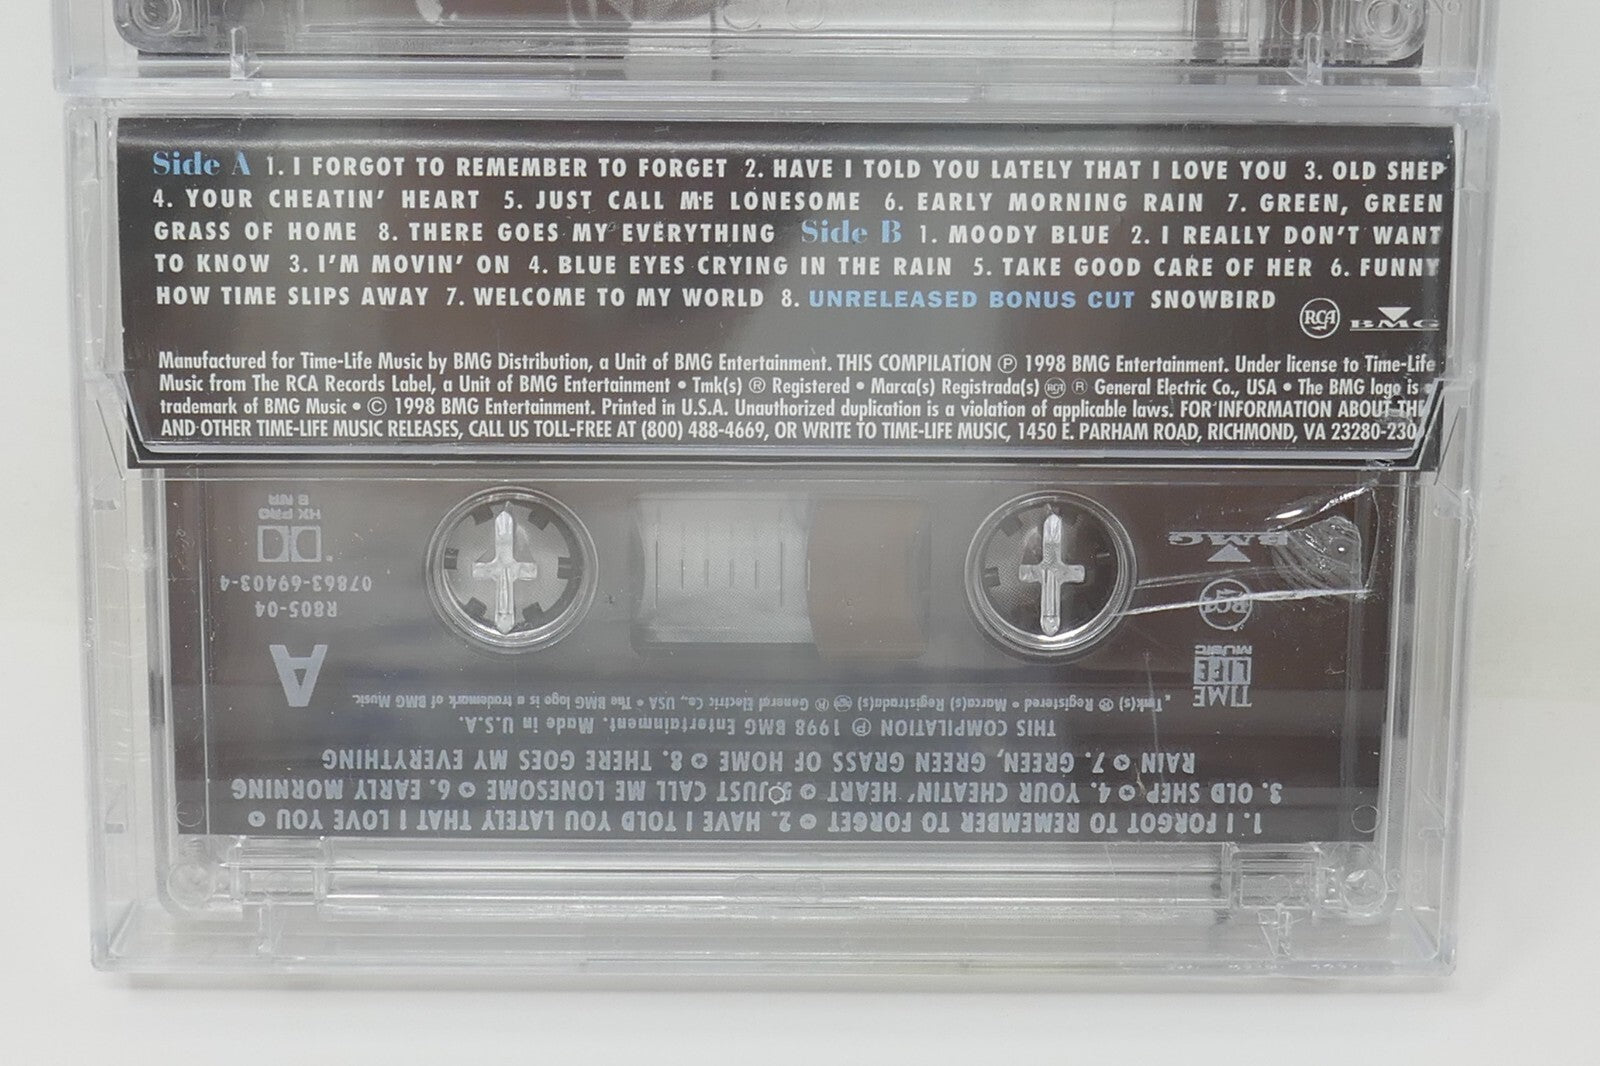 Side A 1. I FORGOT TO REMEMBER TO FORGET 2. HAVE I TOLD YOU LATELY THAT I LOVE YOU 3. OLD SHEP
4. YOUR CHEATIN' HEART 5. JUST CALL ME LONESOME 6. EARLY MORNING RAIN 7. GREEN, GREEN
GRASS OF HOME 8. THERE GOES MY EVERYTHING Side B 1. MOODY BLUE 2. I REALLY DON'T WANT
TO KNOW 3. I'M MOVIN' ON 4. BLUE EYES CRYING IN THE RAIN 5. TAKE GOOD CARE OF HER 6. FUNNY
HOW TIME SLIPS AWAY 7. WELCOME TO MY WORLD 8. UNRELEASED BONUS CUT SNOWBIRD
RCA BMG
Manufactured for Time-Life Music by BMG Distribution, a Unit of BMG Entertainment. THIS COMPILATION ℗ 1998 BMG Entertainment. Under license to Time-Life
Music from The RCA Records Label, a Unit of BMG Entertainment • Tmk(s) ® Registered • Marca(s) Registrada(s) RCA ® General Electric Co., USA • The BMG logo is
trademark of BMG Music • © 1998 BMG Entertainment. Printed in U.S.A. Unauthorized duplication is a violation of applicable laws. FOR INFORMATION ABOUT
AND OTHER TIME-LIFE MUSIC RELEASES, CALL US TOLL-FREE AT (800) 488-4669, OR WRITE TO TIME-LIFE MUSIC, 1450 E. PARHAM ROAD, RICHMOND, VA 23280-230
1. I FORGOT TO REMEMBER TO FORGET • 2. HAVE I TOLD YOU LATELY THAT I LOVE YOU •
3. OLD SHEP • 4. YOUR CHEATIN' HEART • 5. JUST CALL ME LONESOME • 6. EARLY MORNING
RAIN • 7. GREEN, GREEN GRASS OF HOME • 8. THERE GOES MY EVERYTHING
THIS COMPILATION ℗ 1998 BMG Entertainment. Made in U.S.A.
Tmk(s) ® Registered • Marca(s) Registrada(s) RCA ® General Electric Co., USA • The BMG logo is a trademark of BMG Music.
TIME
LIFE
MUSIC
RCA
BMG
A
R805-04
07863-69403-4
HX PRO
B NR